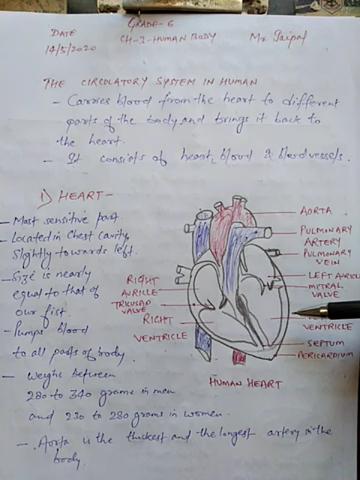 GRADE-6
DATE
14/5/2020
CH-3-HUMAN BODY
Mr.
THE CIRCULATORY SYSTEM IN HUMAN
- Carries blood from the heart to different
parts of the body and brings it back to
the heart.
- It consists of heart, blood & bloodvessels.
1) HEART-
- Most sensitive part
- Located in Chest cavity
Slightly towards left.
- Size is nearly
equal to that of
our fist.
- Pumps blood
to all parts of body.
- Weighs between
280 to 340 grams in men
and 230 to 280 grams in women.
- Aorta is the thickest and the longest artery in the
body.
AORTA
PULMONARY
ARTERY
PULMONARY
VEIN
LEFT AURICLE
MITRAL
VALVE
VENTRICLE
SEPTUM
PERICARDIUM
RIGHT
AURICLE
TRICUSPID
VALVE
RIGHT
VENTRICLE
HUMAN HEART